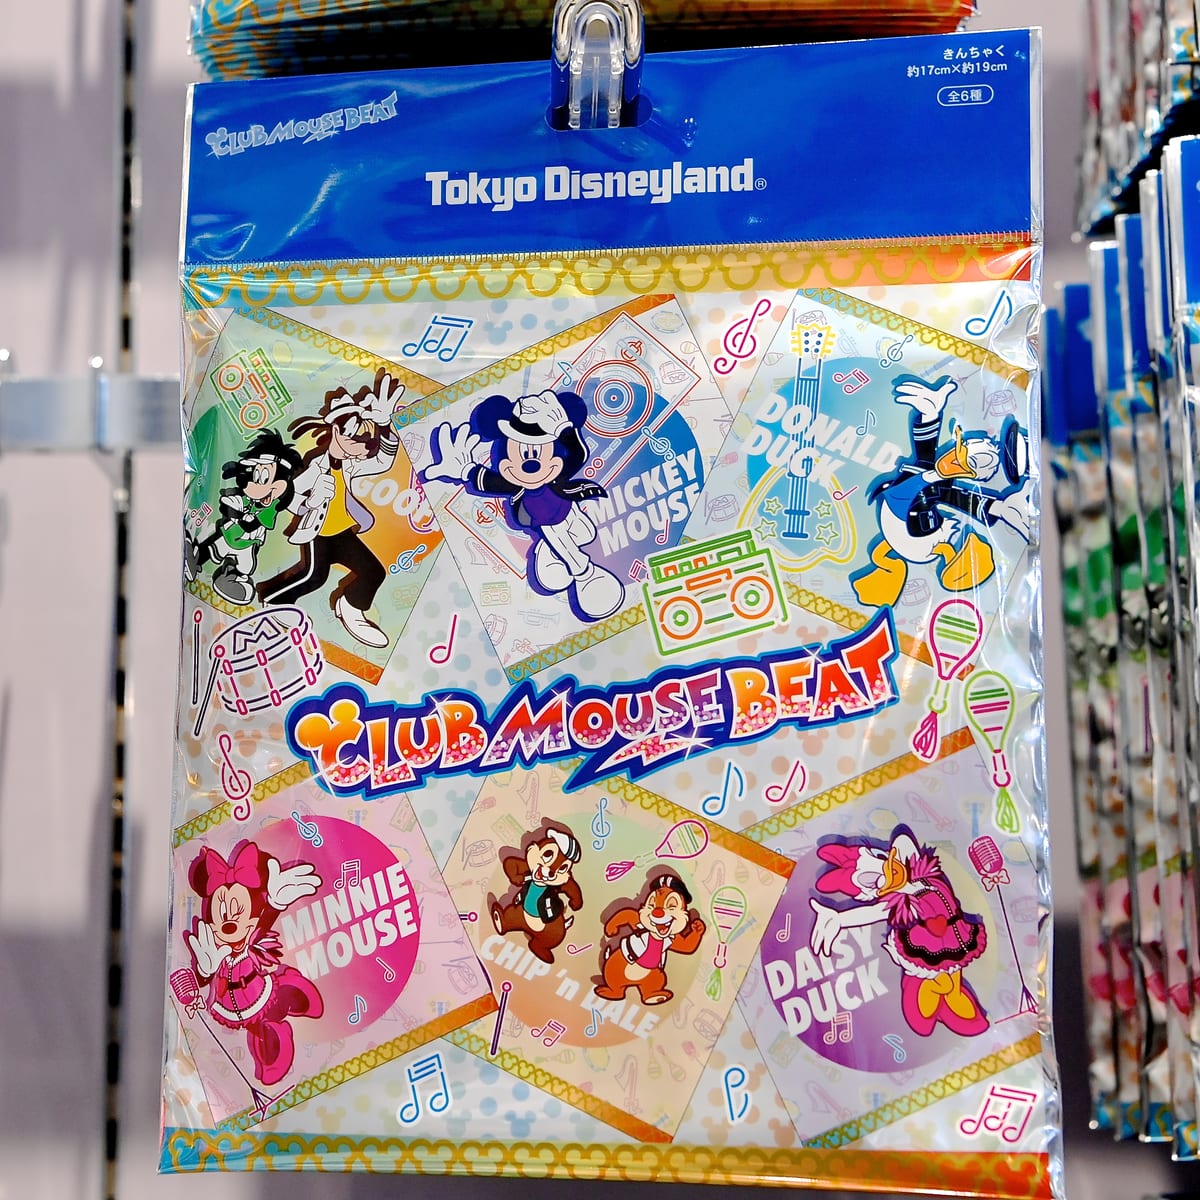 きんちゃく
約17cm×約19cm
全6種
CLUB MOUSE BEAT
Tokyo Disneyland®
GOOFY
MICKEY
MOUSE
DONALD
DUCK
M
CLUB MOUSE BEAT
MINNIE
MOUSE
CHIP 'n DALE
DAISY
DUCK